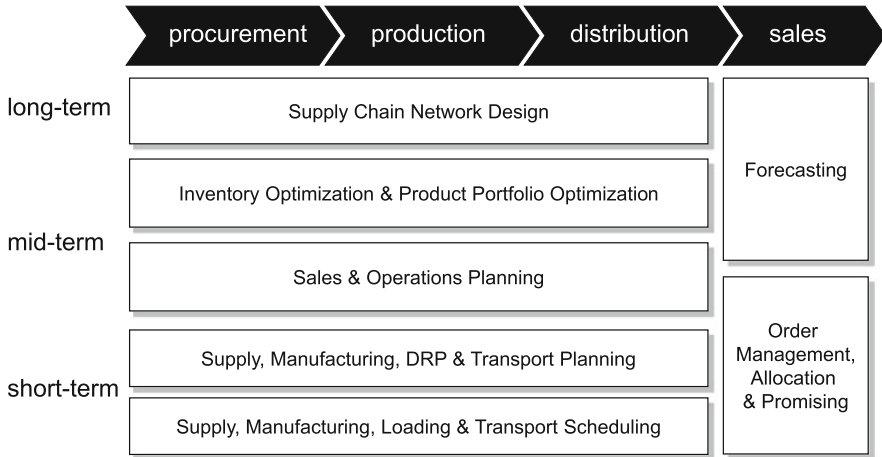 procurement production distribution sales
long-term
Supply Chain Network Design
Forecasting
Inventory Optimization & Product Portfolio Optimization
mid-term
Sales & Operations Planning
Order
Management,
Allocation
& Promising
Supply, Manufacturing, DRP & Transport Planning
short-term
Supply, Manufacturing, Loading & Transport Scheduling